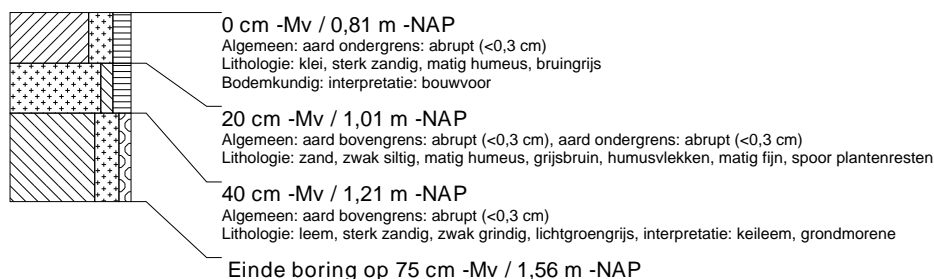 0 cm -Mv / 0,81 m -NAP
Algemeen: aard ondergrens: abrupt (<0,3 cm)
Lithologie: klei, sterk zandig, matig humeus, bruingrijs
Bodemkundig: interpretatie: bouwvoor
20 cm -Mv / 1,01 m -NAP
Algemeen: aard bovengrens: abrupt (<0,3 cm), aard ondergrens: abrupt (<0,3 cm)
Lithologie: zand, zwak siltig, matig humeus, grijsbruin, humusvlekken, matig fijn, spoor plantenresten
40 cm -Mv / 1,21 m -NAP
Algemeen: aard bovengrens: abrupt (<0,3 cm)
Lithologie: leem, sterk zandig, zwak grindig, lichtgroengrijs, interpretatie: keileem, grondmorene
Einde boring op 75 cm -Mv / 1,56 m -NAP